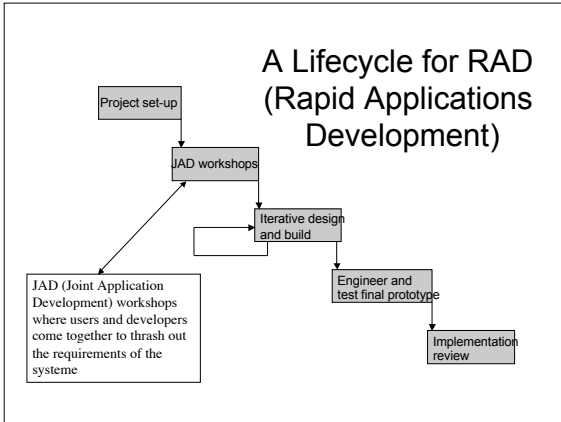 A Lifecycle for RAD
(Rapid Applications
Development)
Project set-up
JAD workshops
Iterative design
and build
JAD (Joint Application
Development) workshops
where users and developers
come together to thrash out
the requirements of the
systeme
Engineer and
test final prototype
Implementation
review